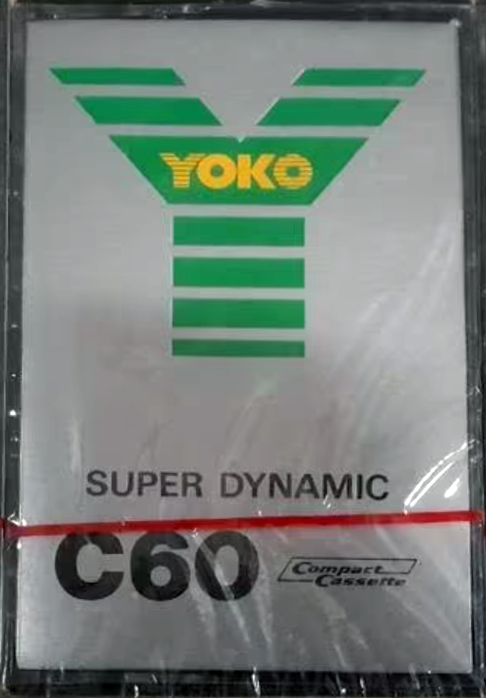 YOKO
SUPER DYNAMIC
C60
Compact
Cassette